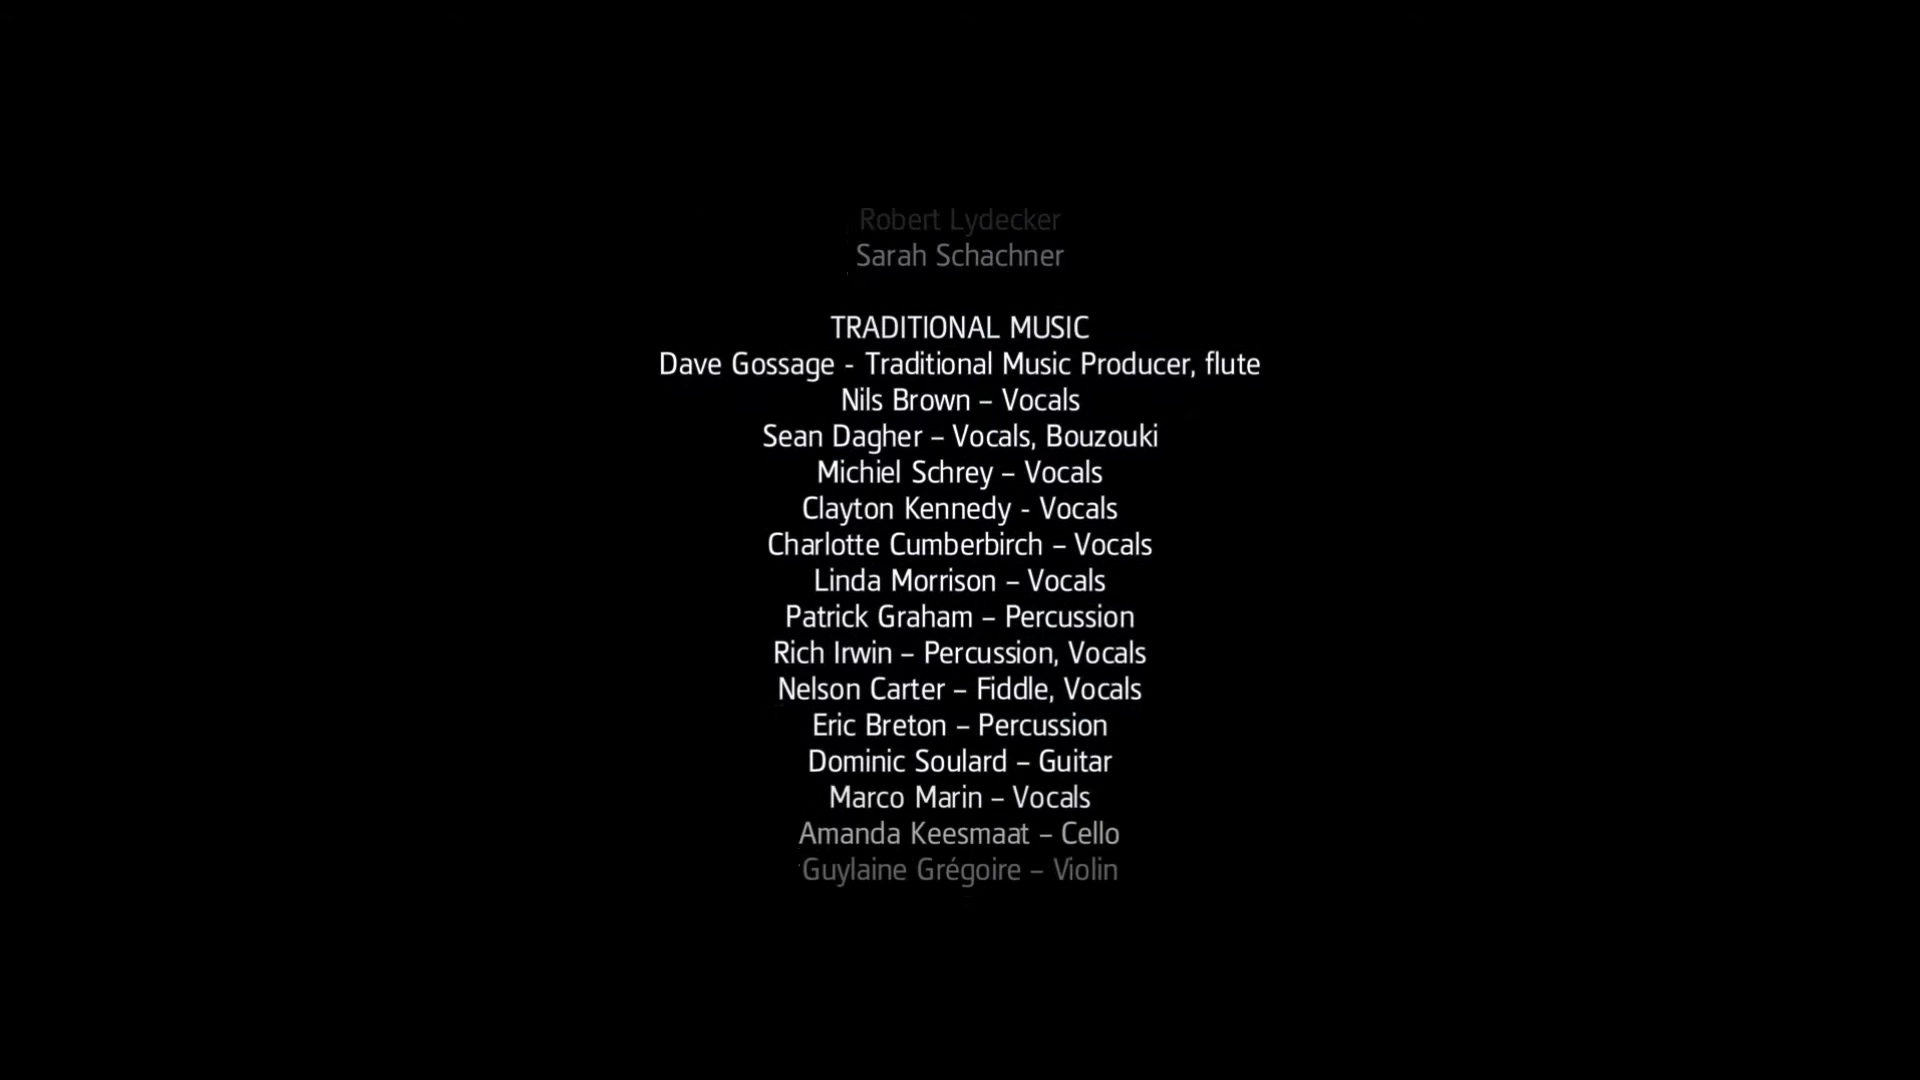 Robert Lydecker
Sarah Schachner
TRADITIONAL MUSIC
Dave Gossage - Traditional Music Producer, flute
Nils Brown – Vocals
Sean Dagher – Vocals, Bouzouki
Michiel Schrey – Vocals
Clayton Kennedy - Vocals
Charlotte Cumberbirch – Vocals
Linda Morrison – Vocals
Patrick Graham – Percussion
Rich Irwin – Percussion, Vocals
Nelson Carter – Fiddle, Vocals
Eric Breton – Percussion
Dominic Soulard – Guitar
Marco Marin – Vocals
Amanda Keesmaat – Cello
Guylaine Grégoire – Violin